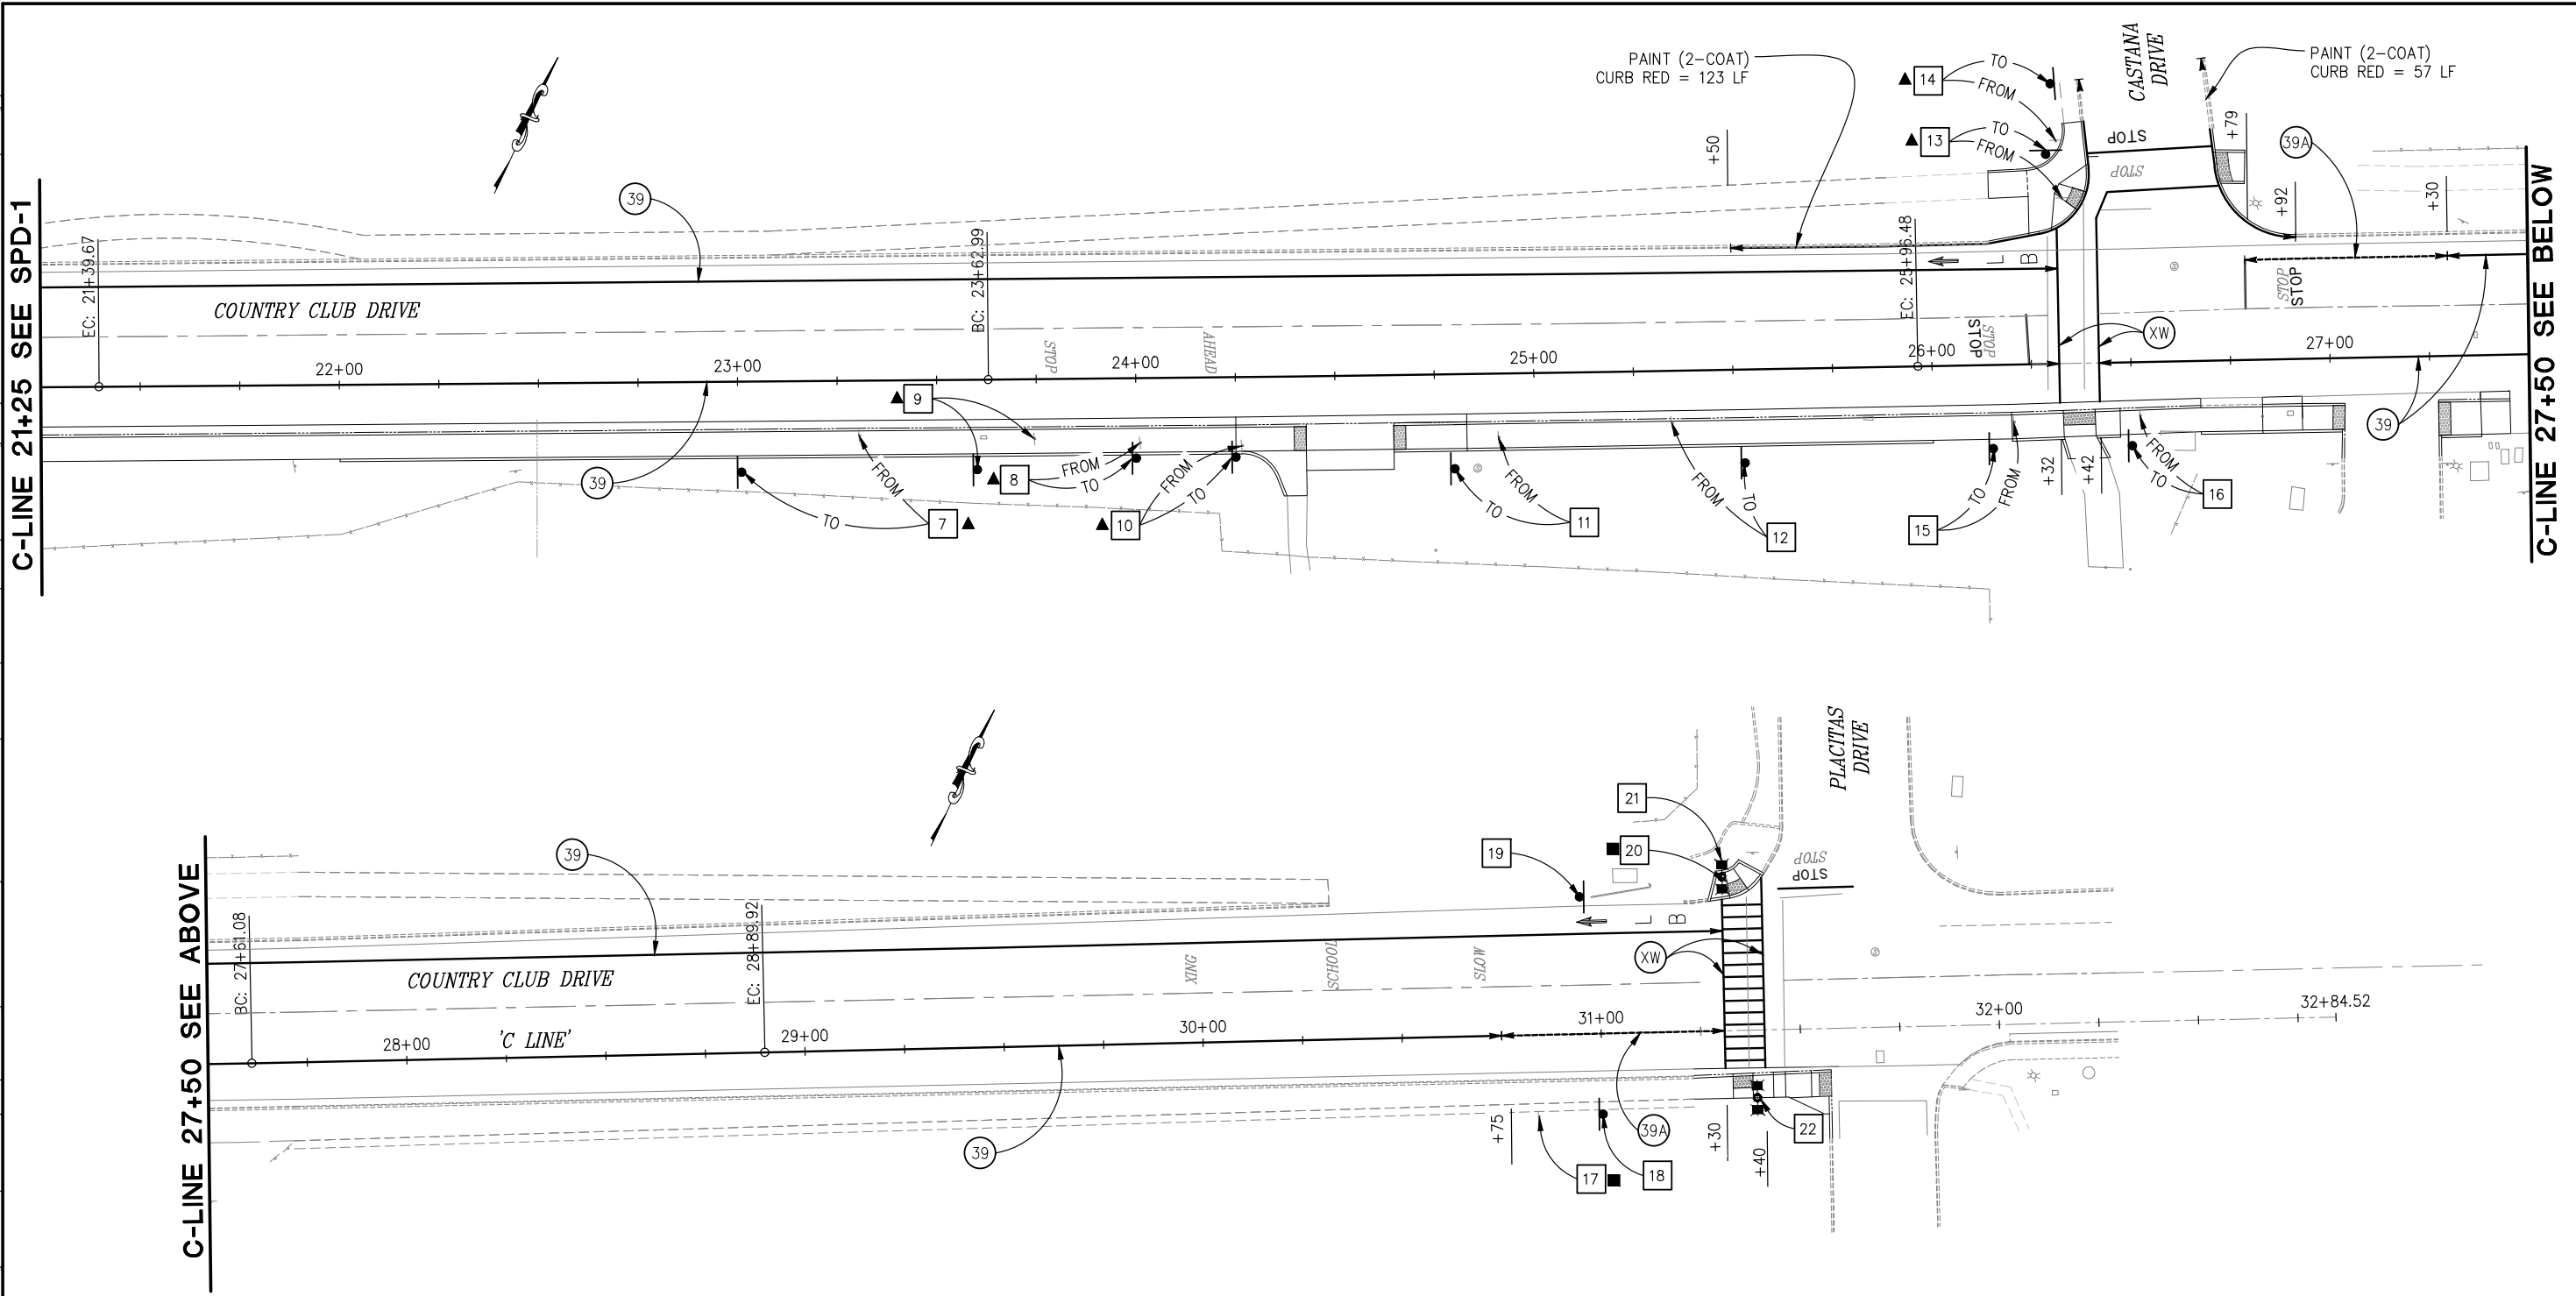 PAINT (2-COAT)
CURB RED = 123 LF
14
TO
FROM
13
TO
FROM
CASTANA
DRIVE
PAINT (2-COAT)
CURB RED = 57 LF
+50
STOP
STOP
+79
39A
+92
+30
39
C-LINE 21+25 SEE SPD-1
EC: 21+39.67
COUNTRY CLUB DRIVE
BC: 23+62.99
EC: 25+96.48
L
B
STOP
STOP
C-LINE 27+50 SEE BELOW
22+00
23+00
STOP
24+00
AHEAD
25+00
26+00
STOP
STOP
XW
27+00
9
39
39
FROM
TO
7
8
FROM
TO
10
FROM
TO
FROM
TO
11
FROM
TO
12
TO
FROM
15
+32
+42
FROM
TO
16
PLACITAS
DRIVE
21
20
19
39
STOP
STOP
C-LINE 27+50 SEE ABOVE
BC: 27+61.08
COUNTRY CLUB DRIVE
EC: 28+89.92
XING
SCHOOL
SLOW
L
B
XW
28+00
'C LINE'
29+00
30+00
31+00
32+00
32+84.52
39
+75
17
18
39A
+30
+40
22